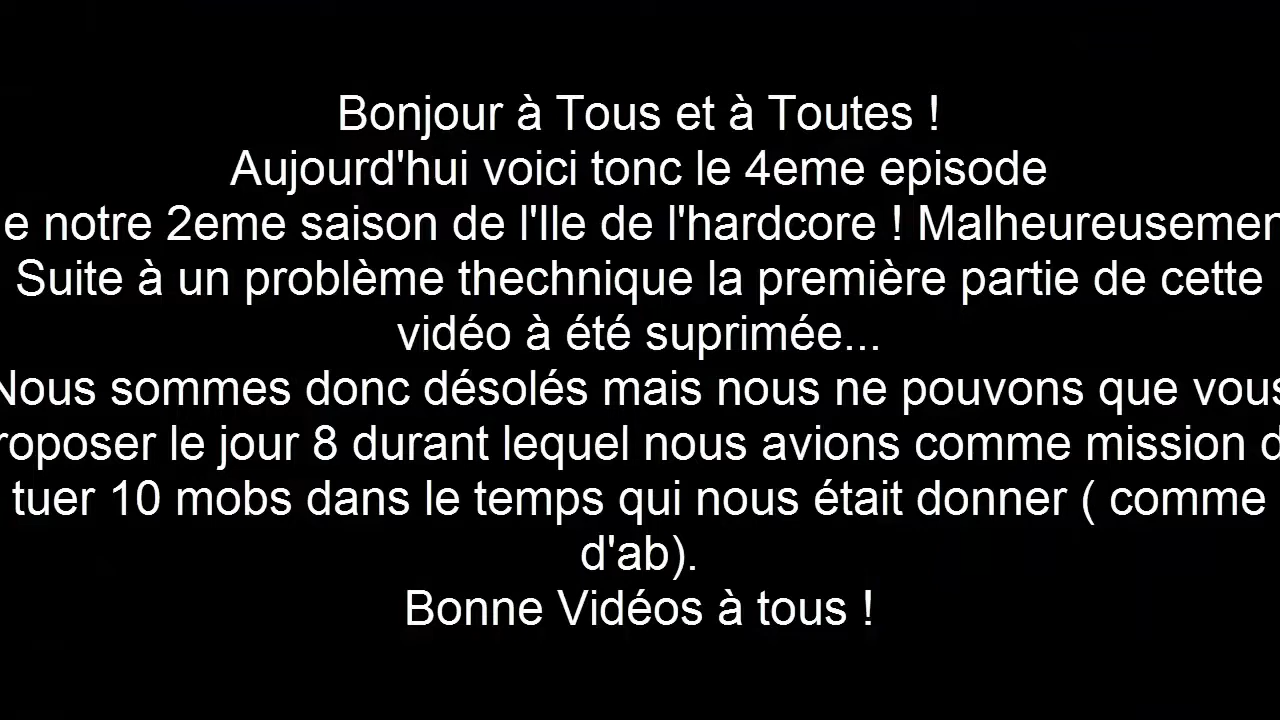 Bonjour à Tous et à Toutes !
Aujourd'hui voici tonc le 4eme episode
e notre 2eme saison de l'Ile de l'hardcore ! Malheureusemen
Suite à un problème thechnique la première partie de cette
vidéo à été suprimée...
Nous sommes donc désolés mais nous ne pouvons que vous
roposer le jour 8 durant lequel nous avions comme mission d
tuer 10 mobs dans le temps qui nous était donner ( comme
d'ab).
Bonne Vidéos à tous !